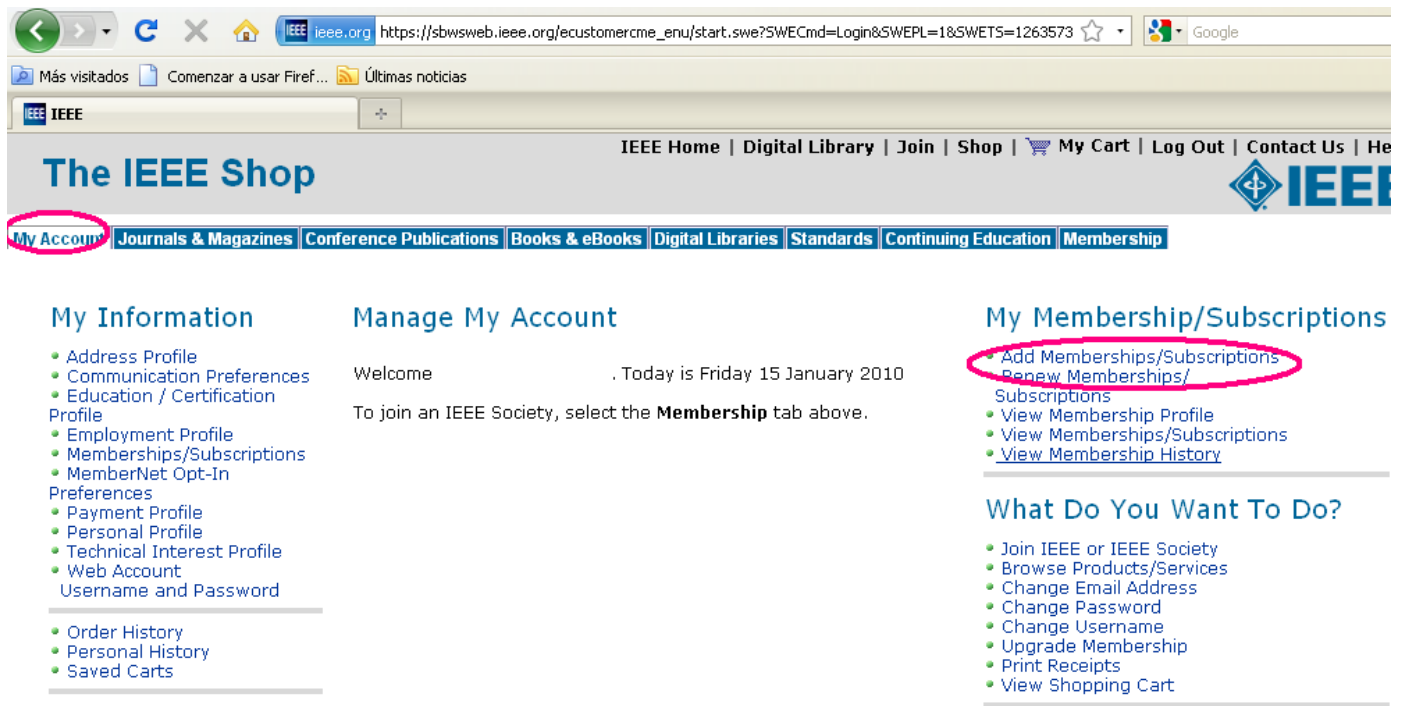 IEEE ieee.org https://sbwsweb.ieee.org/ecustomercme_enu/start.swe?SWECmd=Login&SWEPL=1&SWETS=1263573 Google
Más visitados Comenzar a usar Firef... Últimas noticias
IEEE IEEE
IEEE Home | Digital Library | Join | Shop | My Cart | Log Out | Contact Us | He
The IEEE Shop
IEEE
My Account Journals & Magazines Conference Publications Books & eBooks Digital Libraries Standards Continuing Education Membership
My Information
Address Profile
Communication Preferences
Education / Certification
Profile
Employment Profile
Memberships/Subscriptions
MemberNet Opt-In
Preferences
Payment Profile
Personal Profile
Technical Interest Profile
Web Account
Username and Password
Order History
Personal History
Saved Carts
Manage My Account
Welcome . Today is Friday 15 January 2010
To join an IEEE Society, select the Membership tab above.
My Membership/Subscriptions
Add Memberships/Subscriptions
Renew Memberships/
Subscriptions
View Membership Profile
View Memberships/Subscriptions
View Membership History
What Do You Want To Do?
Join IEEE or IEEE Society
Browse Products/Services
Change Email Address
Change Password
Change Username
Upgrade Membership
Print Receipts
View Shopping Cart